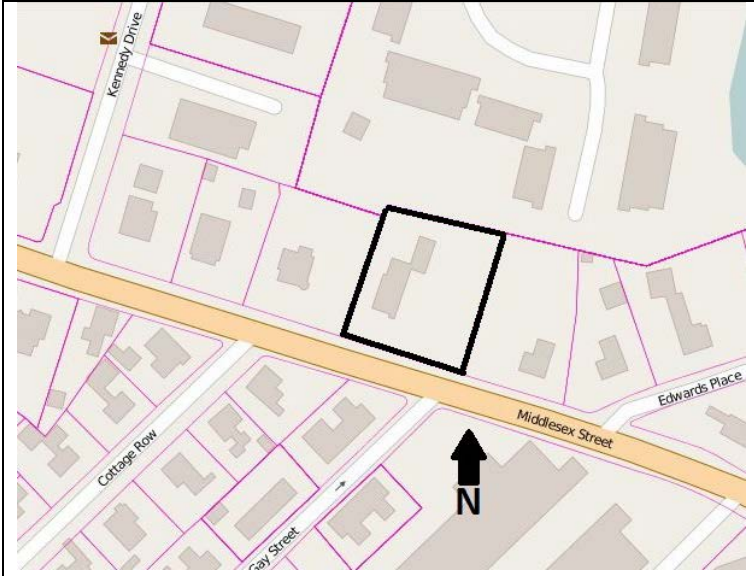 Kennedy Drive
Edwards Place
Middlesex Street
Cottage Row
N
Gay Street